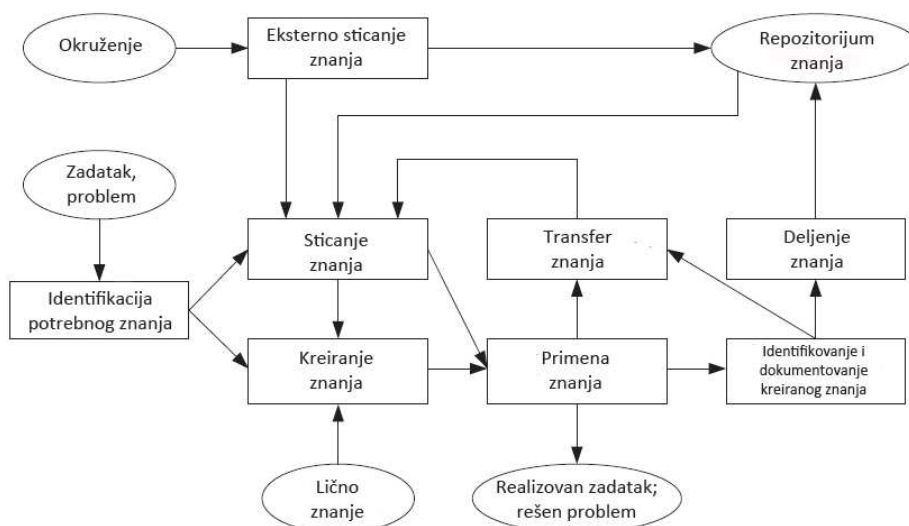 Okruženje
Eksterno sticanje
znanja
Repozitorijum
znanja
Zadatak,
problem
Sticanje
znanja
Transfer
znanja
Deljenje
znanja
Identifikacija
potrebnog znanja
Kreiranje
znanja
Primena
znanja
Identifikovanje i
dokumentovanje
kreiranog znanja
Lično
znanje
Realizovan zadatak;
rešen problem